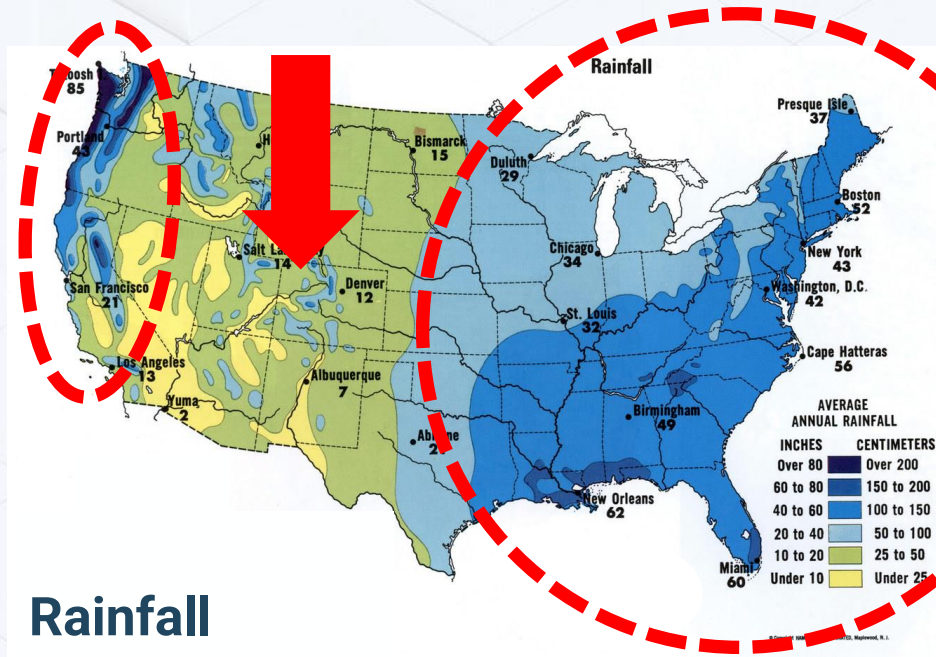 Rainfall
85
Portland
43
Bismarck
15
Duluth
29
Presque Isle
37
Boston
52
New York
43
Washington, D.C.
42
Chicago
34
St. Louis
32
Cape Hatteras
56
Salt
14
Denver
12
San Francisco
21
Los Angeles
13
Yuma
2
Albuquerque
7
Birmingham
49
New Orleans
62
Miami
60
AVERAGE
ANNUAL RAINFALL
INCHES CENTIMETERS
Over 80 Over 200
60 to 80 150 to 200
40 to 60 100 to 150
20 to 40 50 to 100
10 to 20 25 to 50
Under 10 Under 25
Rainfall
Maplewood, N. J.